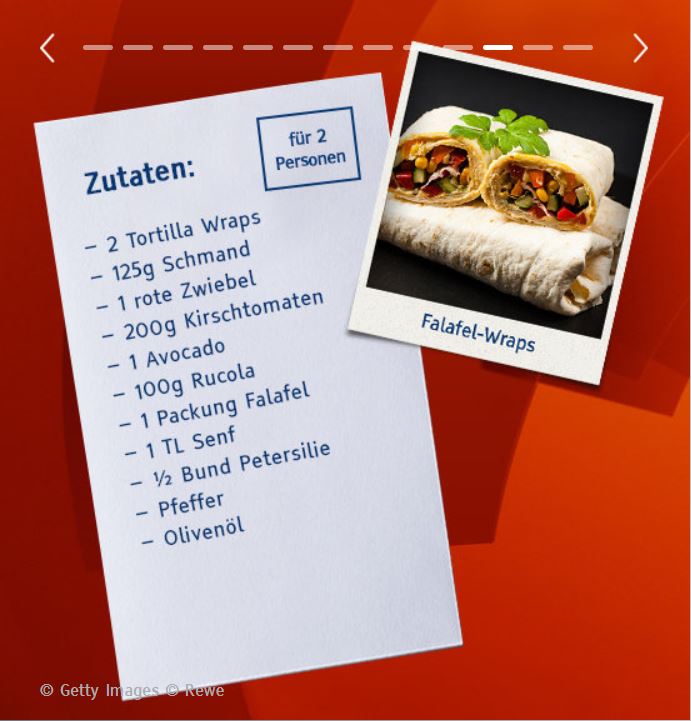 Zutaten:
für 2
Personen
– 2 Tortilla Wraps
– 125g Schmand
– 1 rote Zwiebel
– 200g Kirschtomaten
– 1 Avocado
– 100g Rucola
– 1 Packung Falafel
– 1 TL Senf
– ½ Bund Petersilie
– Pfeffer
– Olivenöl
Falafel-Wraps
© Getty Images © Rewe